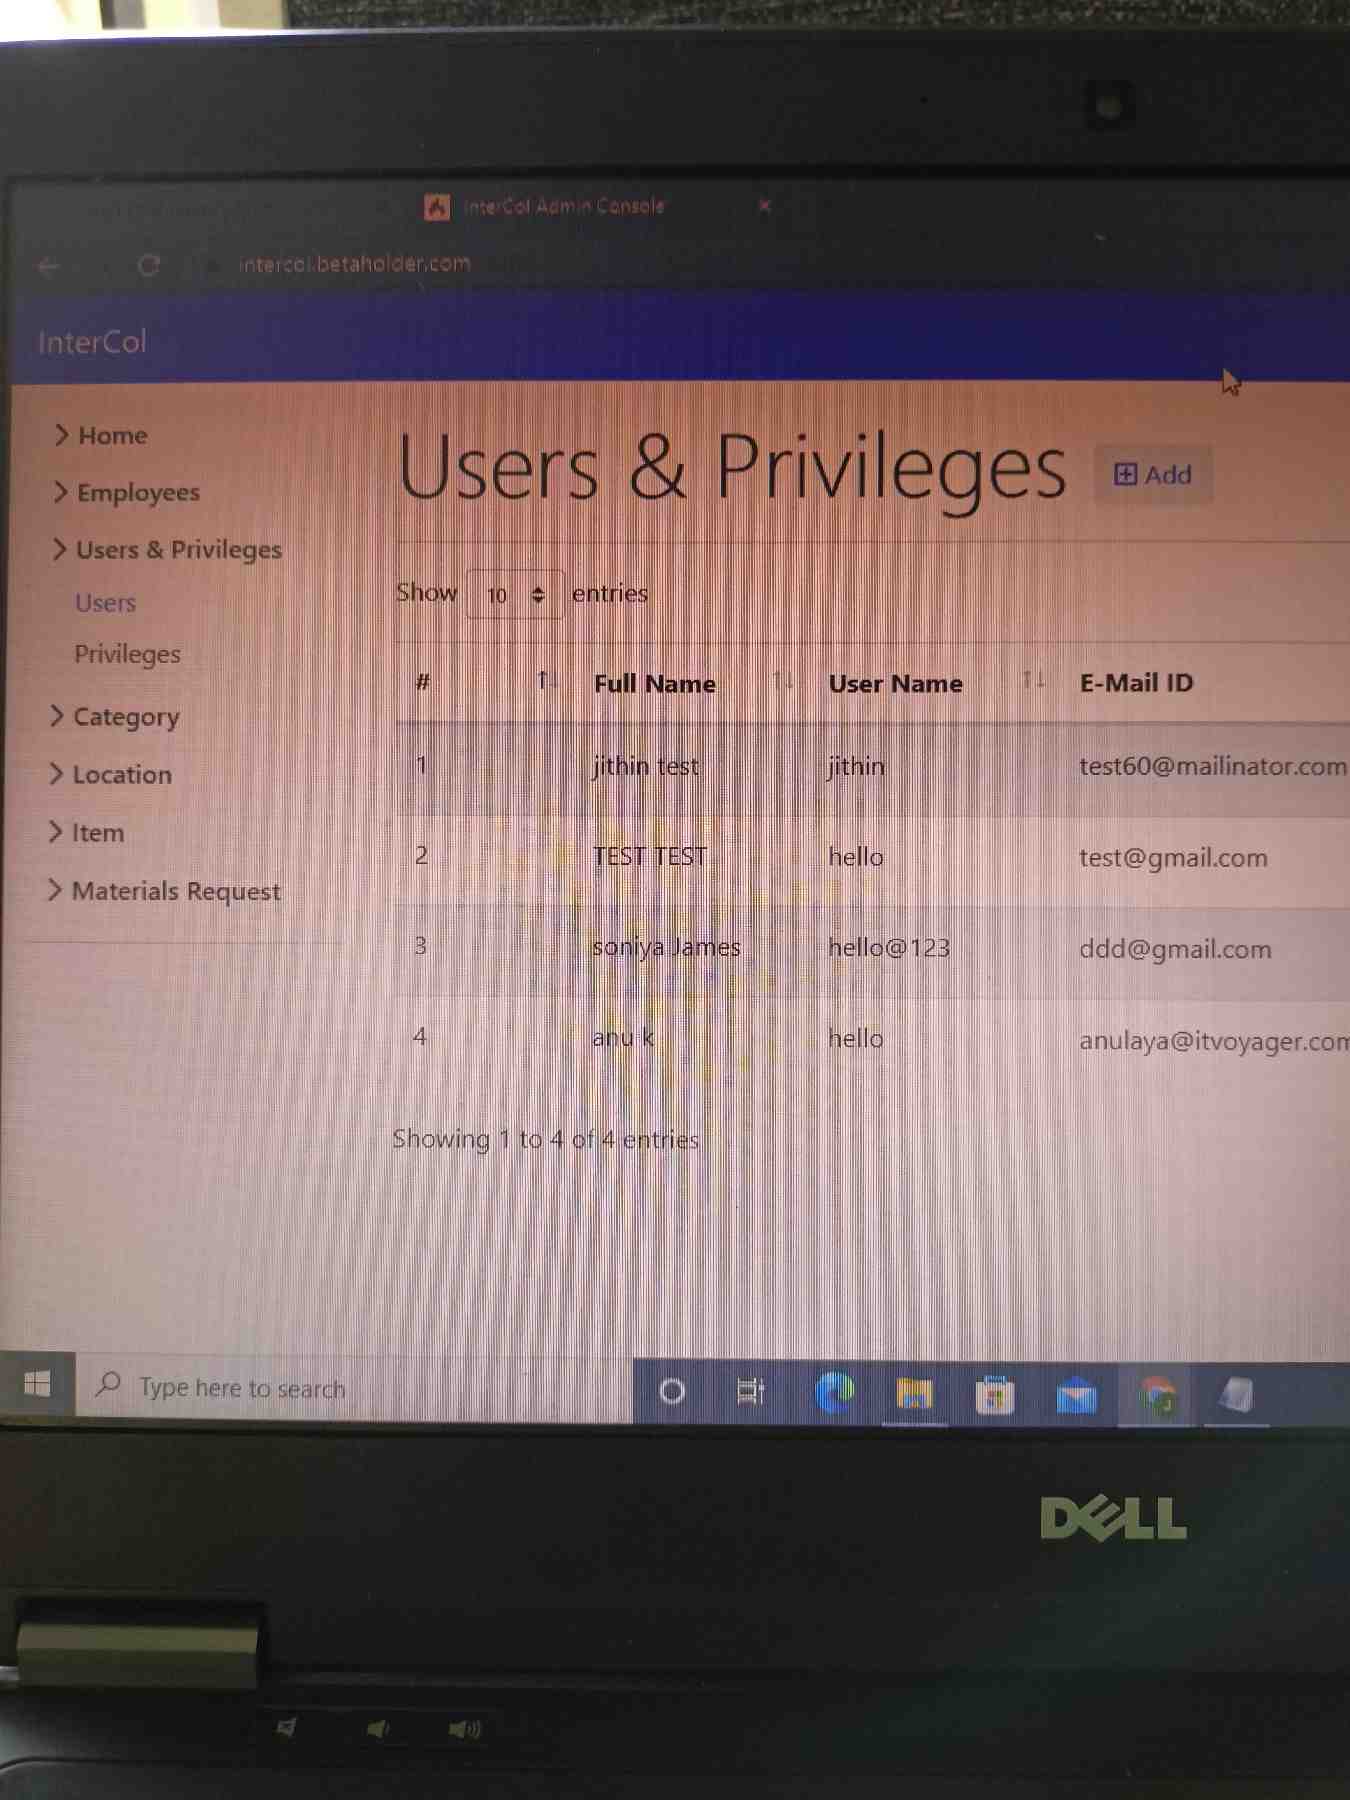 InterCol Admin Console
intercol.betaholder.com
InterCol
Home
Employees
Users & Privileges
Users
Privileges
Category
Location
Item
Materials Request
Users & Privileges Add
Show 10 entries
# Full Name User Name E-Mail ID
1 jithin test jithin test60@mailinator.com
2 TEST TEST hello test@gmail.com
3 soniya James hello@123 ddd@gmail.com
4 anu k hello anulaya@itvoyager.com
Showing 1 to 4 of 4 entries
Type here to search
DELL